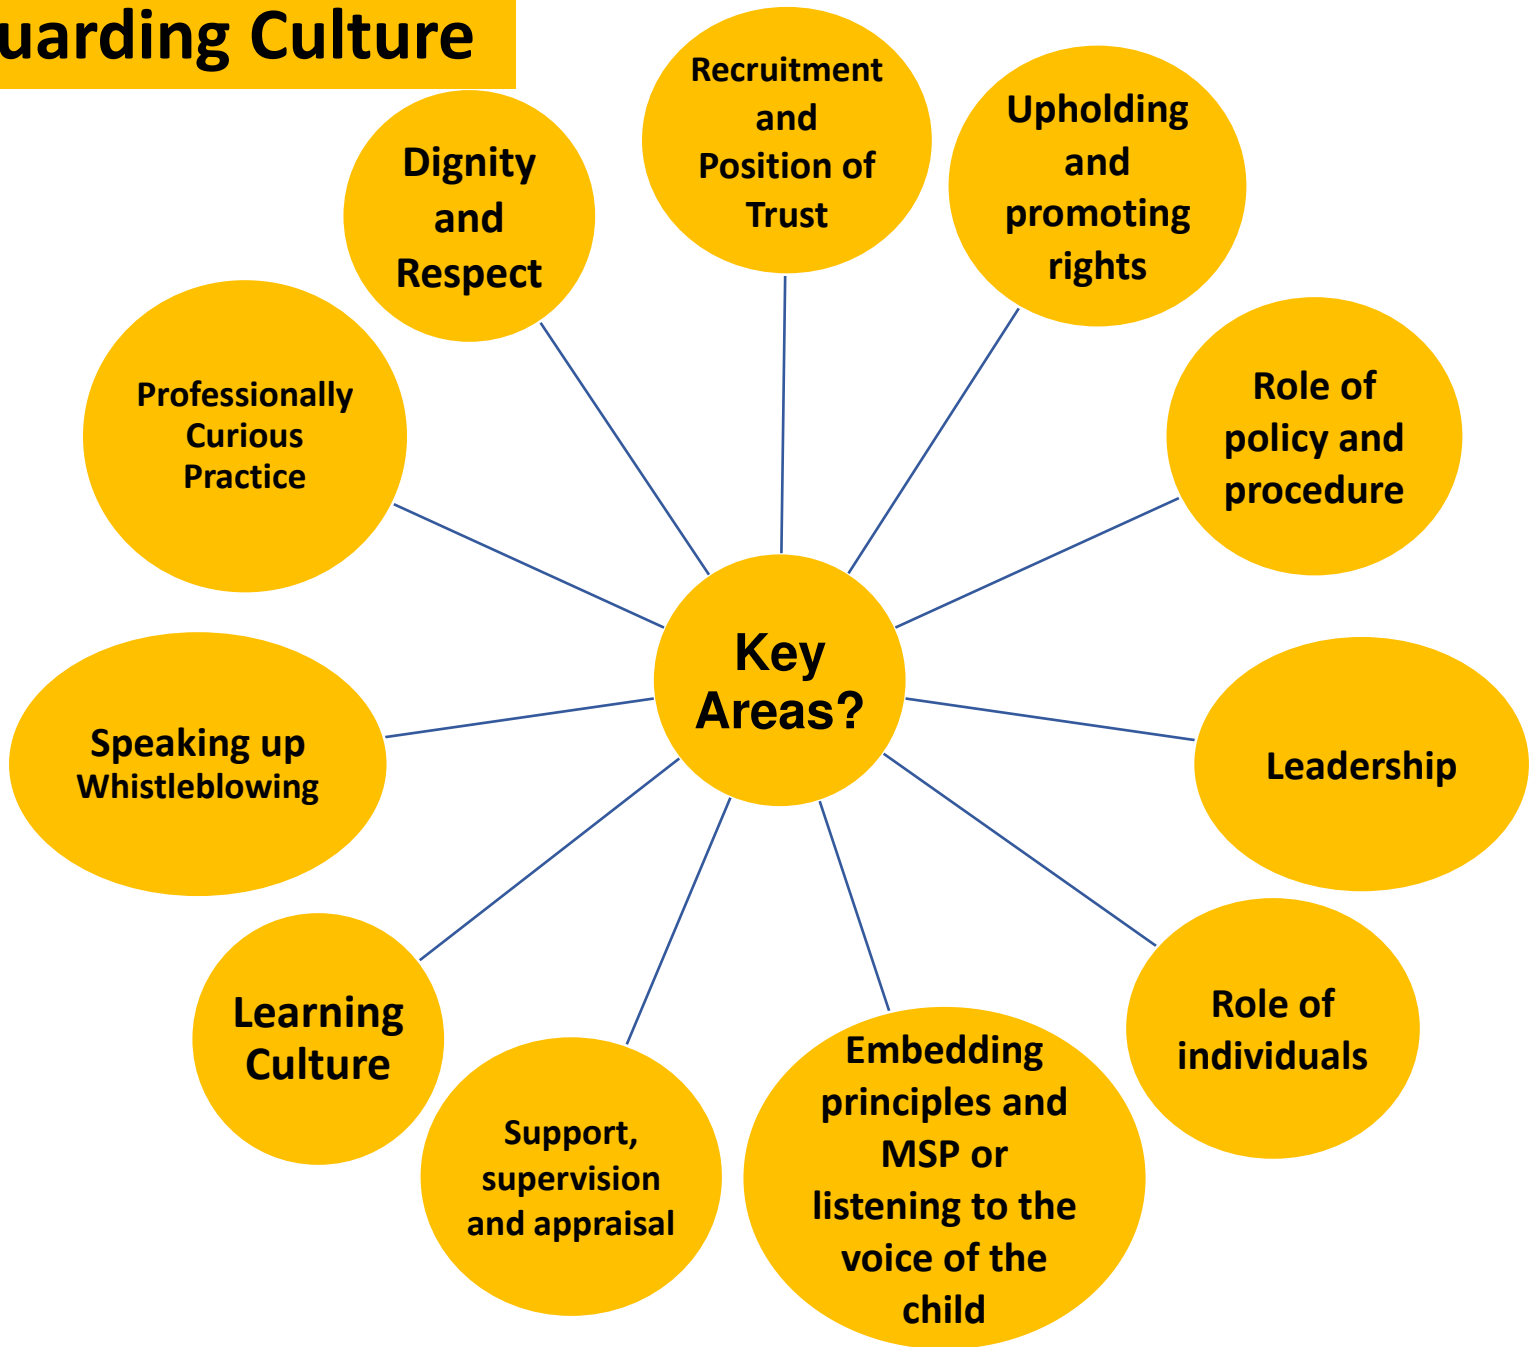 uarding Culture
Recruitment
and
Position of
Trust
Upholding
and
promoting
rights
Role of
policy and
procedure
Leadership
Role of
individuals
Embedding
principles and
MSP or
listening to the
voice of the
child
Support,
supervision
and appraisal
Learning
Culture
Speaking up
Whistleblowing
Professionally
Curious
Practice
Dignity
and
Respect
Key
Areas?